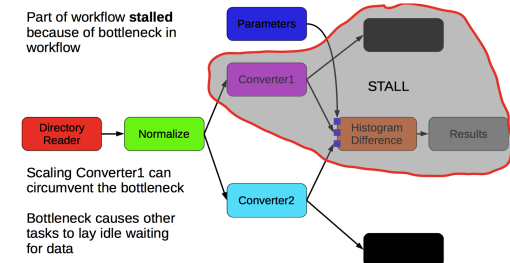 Part of workflow stalled
because of bottleneck in
workflow
Parameters
Converter1
STALL
Directory
Reader
Normalize
Histogram
Difference
Results
Scaling Converter1 can
circumvent the bottleneck
Converter2
Bottleneck causes other
tasks to lay idle waiting
for data